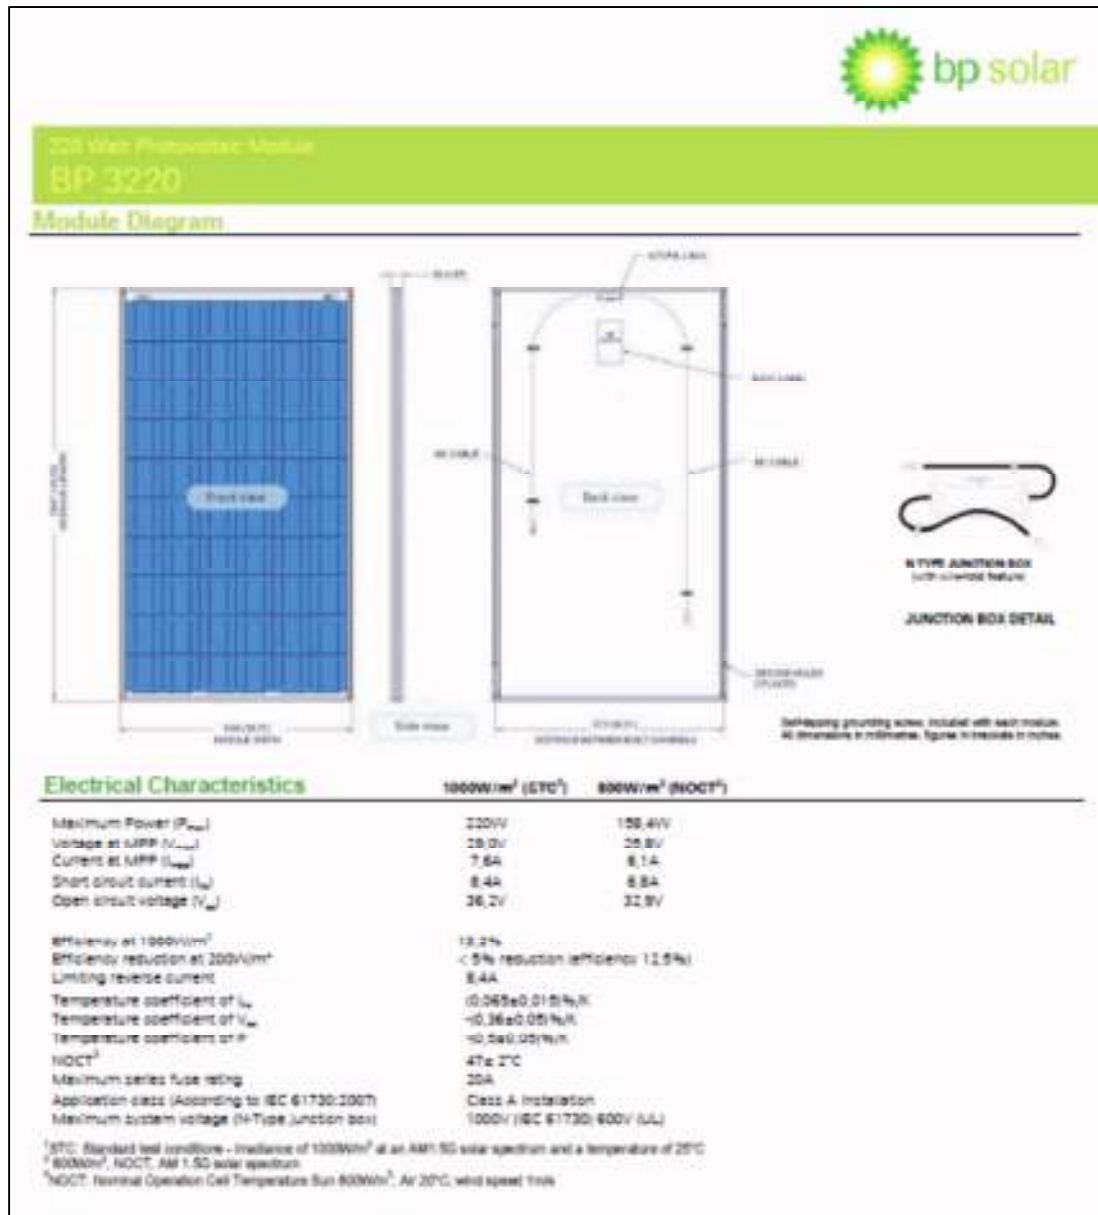 bp solar
220 Watt Photovoltaic Module
BP 3220
Module Diagram
Front view
Back view
Side view
N TYPE JUNCTION BOX
JUNCTION BOX DETAIL
Self-tapping grounding screw, included with each module.
All dimensions in millimetres, figures in brackets in inches
Electrical Characteristics 1000W/m² (STC¹) 800W/m² (NOCT²)
Maximum Power (Pmax) 220W 158,4W
Voltage at MPP 29,0V 25,8V
Current at MPP 7,6A 6,1A
Short circuit current 8,4A 6,8A
Open circuit voltage 36,2V 32,9V
Efficiency at 1000W/m² 13,2%
Efficiency reduction at 200W/m² < 5% reduction (efficiency 12,5%)
Limiting reverse current 8,4A
Temperature coefficient of (0,065±0,015)%/K
Temperature coefficient of -(0,36±0,05)%/K
Temperature coefficient of P -(0,5±0,05)%/K
NOCT³ 47± 2°C
Maximum series fuse rating 20A
Application class (According to IEC 61730:2007) Class A Installation
Maximum system voltage (N-Type junction box) 1000V (IEC 61730) 600V (UL)
¹STC: Standard test conditions - irradiance of 1000W/m² at an AM1.5G solar spectrum and a temperature of 25°C
² 800W/m², NOCT, AM 1.5G solar spectrum
³NOCT: Nominal Operation Cell Temperature Sun 800W/m²; Air 20°C, wind speed 1m/s